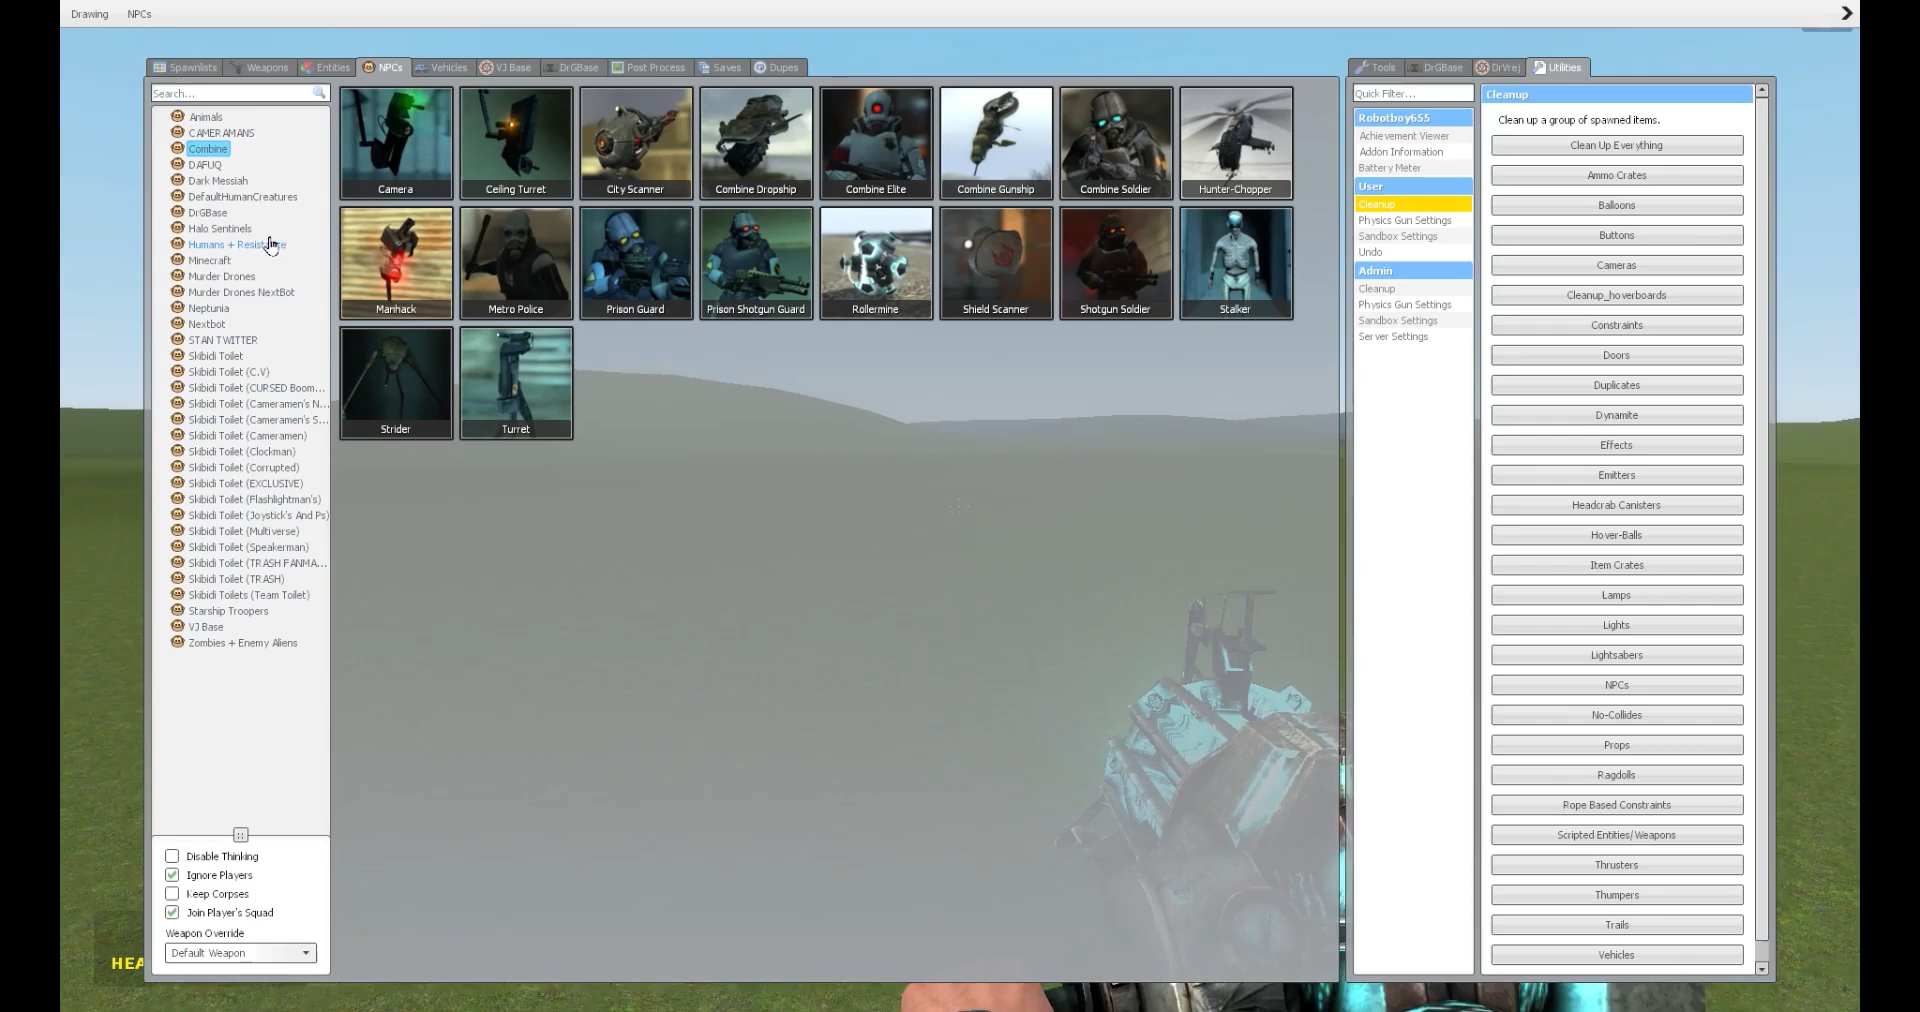 Drawing NPCs
Spawnlists Weapons Entities NPCs Vehicles VJ Base DrGBase Post Process Saves Dupes
Search...
Animals
CAMERAMANS
Combine
DAFUQ
Dark Messiah
DefaultHumanCreatures
DrGBase
Halo Sentinels
Humans + Resist
Minecraft
Murder Drones
Murder Drones NextBot
Neptunia
Nextbot
STAN TWITTER
Skibidi Toilet
Skibidi Toilet (C.V)
Skibidi Toilet (CURSED Boom...
Skibidi Toilet (Cameramen's N...
Skibidi Toilet (Cameramen's S...
Skibidi Toilet (Cameramen)
Skibidi Toilet (Clockman)
Skibidi Toilet (Corrupted)
Skibidi Toilet (EXCLUSIVE)
Skibidi Toilet (Flashlightman's)
Skibidi Toilet (Joystick's And Ps)
Skibidi Toilet (Multiverse)
Skibidi Toilet (Speakerman)
Skibidi Toilet (TRASH FANMA...
Skibidi Toilet (TRASH)
Skibidi Toilets (Team Toilet)
Starship Troopers
VJ Base
Zombies + Enemy Aliens
Disable Thinking
Ignore Players
Keep Corpses
Join Player's Squad
Weapon Override
Default Weapon
HEA
Camera Ceiling Turret City Scanner Combine Dropship Combine Elite Combine Gunship Combine Soldier Hunter-Chopper
Manhack Metro Police Prison Guard Prison Shotgun Guard Rollermine Shield Scanner Shotgun Soldier Stalker
Strider Turret
Tools DrGBase DrVrej Utilities
Quick Filter...
Robotboy655
Achievement Viewer
Addon Information
Battery Meter
User
Cleanup
Physics Gun Settings
Sandbox Settings
Undo
Admin
Cleanup
Physics Gun Settings
Sandbox Settings
Server Settings
Cleanup
Clean up a group of spawned items.
Clean Up Everything
Ammo Crates
Balloons
Buttons
Cameras
Cleanup_hoverboards
Constraints
Doors
Duplicates
Dynamite
Effects
Emitters
Headcrab Canisters
Hover-Balls
Item Crates
Lamps
Lights
Lightsabers
NPCs
No-Collides
Props
Ragdolls
Rope Based Constraints
Scripted Entities/Weapons
Thrusters
Thumpers
Trails
Vehicles